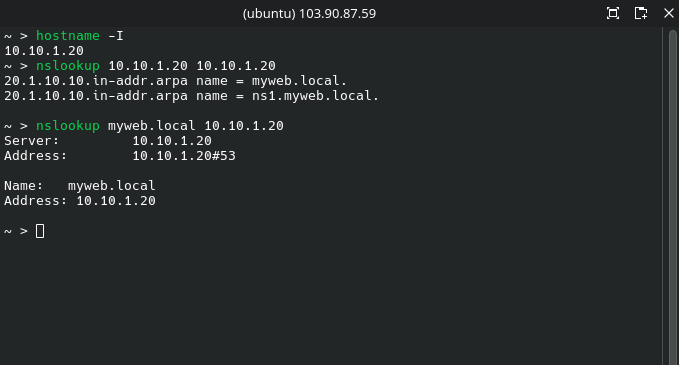 (ubuntu) 103.90.87.59
~ > hostname -I
10.10.1.20
~ > nslookup 10.10.1.20 10.10.1.20
20.1.10.10.in-addr.arpa name = myweb.local.
20.1.10.10.in-addr.arpa name = ns1.myweb.local.
~ > nslookup myweb.local 10.10.1.20
Server:         10.10.1.20
Address:        10.10.1.20#53
Name:   myweb.local
Address: 10.10.1.20
~ >